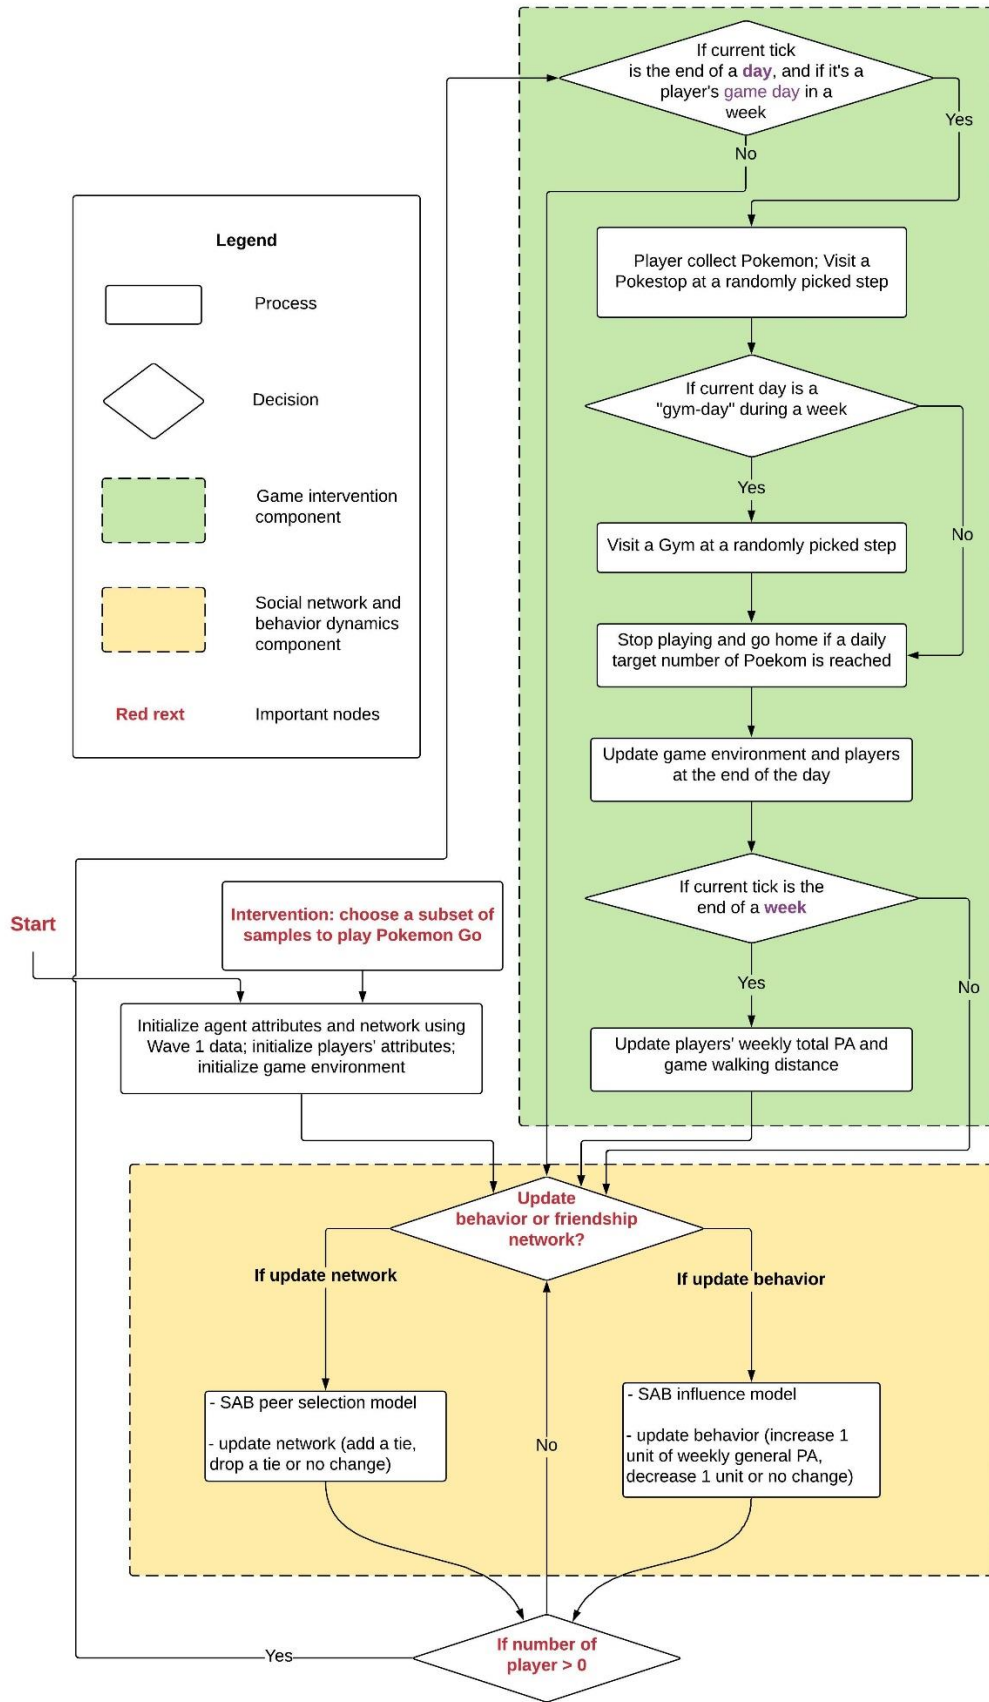 If current tick
is the end of a day, and if it's a
player's game day in a
week
Yes
No
Legend
Process
Decision
Game intervention
component
Social network and
behavior dynamics
component
Red rext
Important nodes
Player collect Pokemon; Visit a
Pokestop at a randomly picked step
If current day is a
"gym-day" during a week
Yes
No
Visit a Gym at a randomly picked step
Stop playing and go home if a daily
target number of Poekom is reached
Update game environment and players
at the end of the day
If current tick is the
end of a week
Yes
No
Update players' weekly total PA and
game walking distance
Start
Intervention: choose a subset of
samples to play Pokemon Go
Initialize agent attributes and network using
Wave 1 data; initialize players' attributes;
initialize game environment
Update
behavior or friendship
network?
If update network
If update behavior
- SAB peer selection model
- update network (add a tie,
drop a tie or no change)
- SAB influence model
- update behavior (increase 1
unit of weekly general PA,
decrease 1 unit or no change)
No
If number of
player > 0
Yes